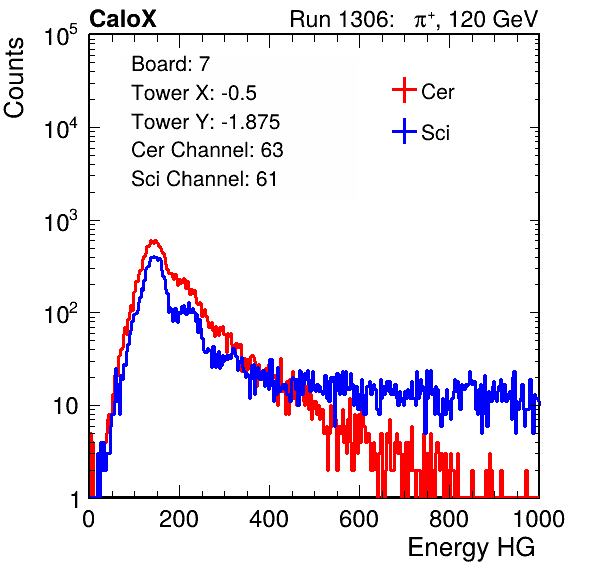 CaloX Run 1306: π⁺, 120 GeV
Board: 7
Tower X: -0.5
Tower Y: -1.875
Cer Channel: 63
Sci Channel: 61
Cer
Sci
Counts
10⁵
10⁴
10³
10²
10
1
0 200 400 600 800 1000
Energy HG